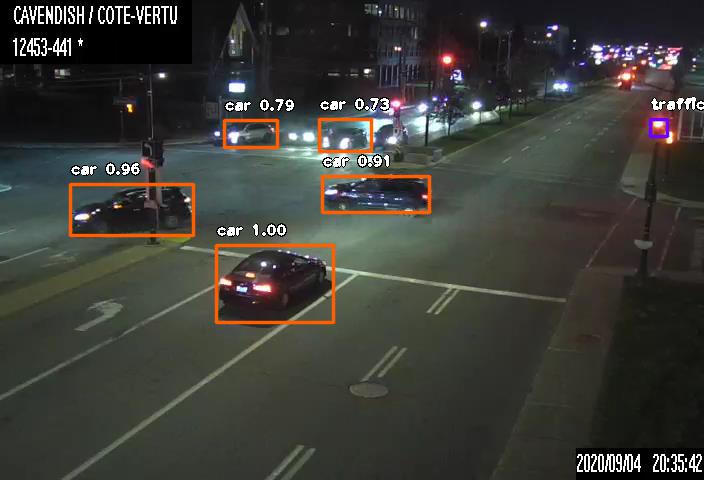 CAVENDISH / COTE-VERTU
12453-441 *
car 0.79
car 0.73
traffic
car 0.96
car 0.91
car 1.00
2020/09/04 20:35:42